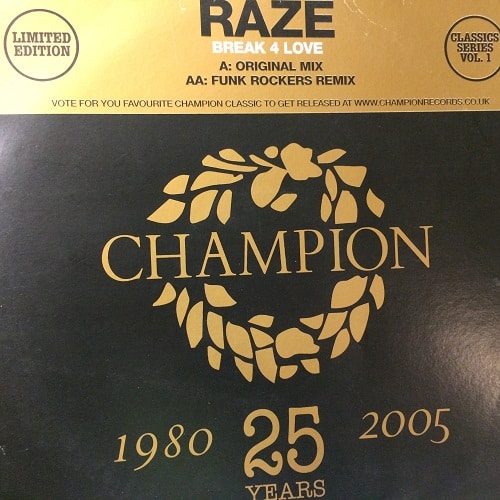 RAZE
BREAK 4 LOVE
A: ORIGINAL MIX
AA: FUNK ROCKERS REMIX
LIMITED
EDITION
CLASSICS
SERIES
VOL. 1
VOTE FOR YOU FAVOURITE CHAMPION CLASSIC TO GET RELEASED AT WWW.CHAMPIONRECORDS.CO.UK
CHAMPION
1980 25 2005
YEARS